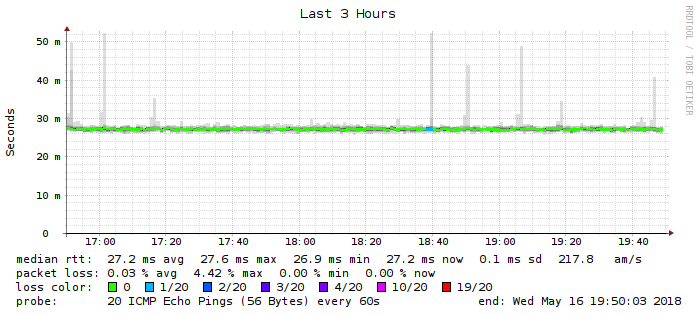 Last 3 Hours
RRDTOOL / TOBI OETIKER
Seconds
50 m
40 m
30 m
20 m
10 m
0
17:00 17:20 17:40 18:00 18:20 18:40 19:00 19:20 19:40
median rtt: 27.2 ms avg 27.6 ms max 26.9 ms min 27.2 ms now 0.1 ms sd 217.8 am/s
packet loss: 0.03 % avg 4.42 % max 0.00 % min 0.00 % now
loss color: 0 1/20 2/20 3/20 4/20 10/20 19/20
probe: 20 ICMP Echo Pings (56 Bytes) every 60s end: Wed May 16 19:50:03 2018